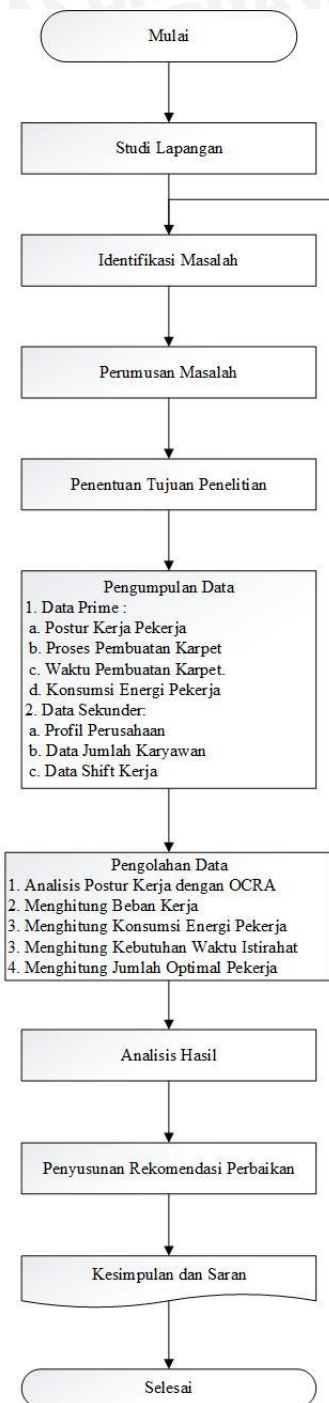 Mulai
Studi Lapangan
Identifikasi Masalah
Perumusan Masalah
Penentuan Tujuan Penelitian
Pengumpulan Data
1. Data Prime :
a. Postur Kerja Pekerja
b. Proses Pembuatan Karpet
c. Waktu Pembuatan Karpet.
d. Konsumsi Energi Pekerja
2. Data Sekunder:
a. Profil Perusahaan
b. Data Jumlah Karyawan
c. Data Shift Kerja
Pengolahan Data
1. Analisis Postur Kerja dengan OCRA
2. Menghitung Beban Kerja
3. Menghitung Konsumsi Energi Pekerja
3. Menghitung Kebutuhan Waktu Istirahat
4. Menghitung Jumlah Optimal Pekerja
Analisis Hasil
Penyusunan Rekomendasi Perbaikan
Kesimpulan dan Saran
Selesai